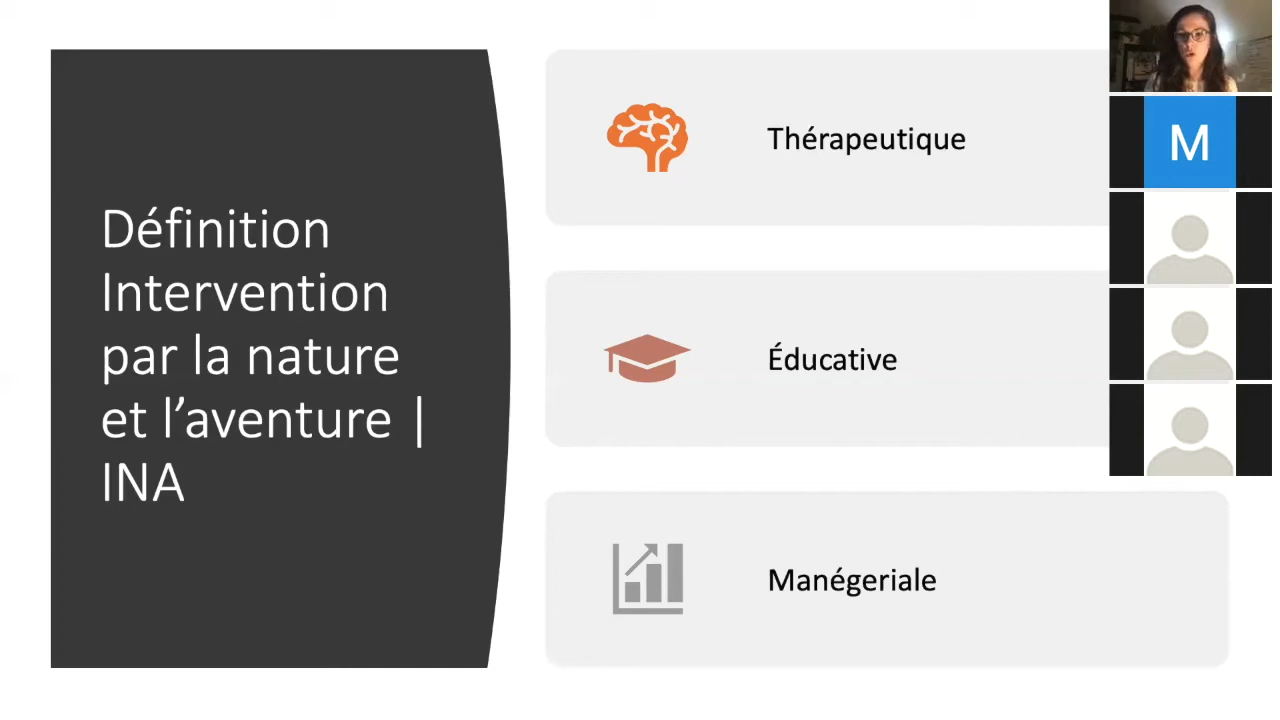 Définition
Intervention
par la nature
et l’aventure |
INA
Thérapeutique
Éducative
Manégeriale
M